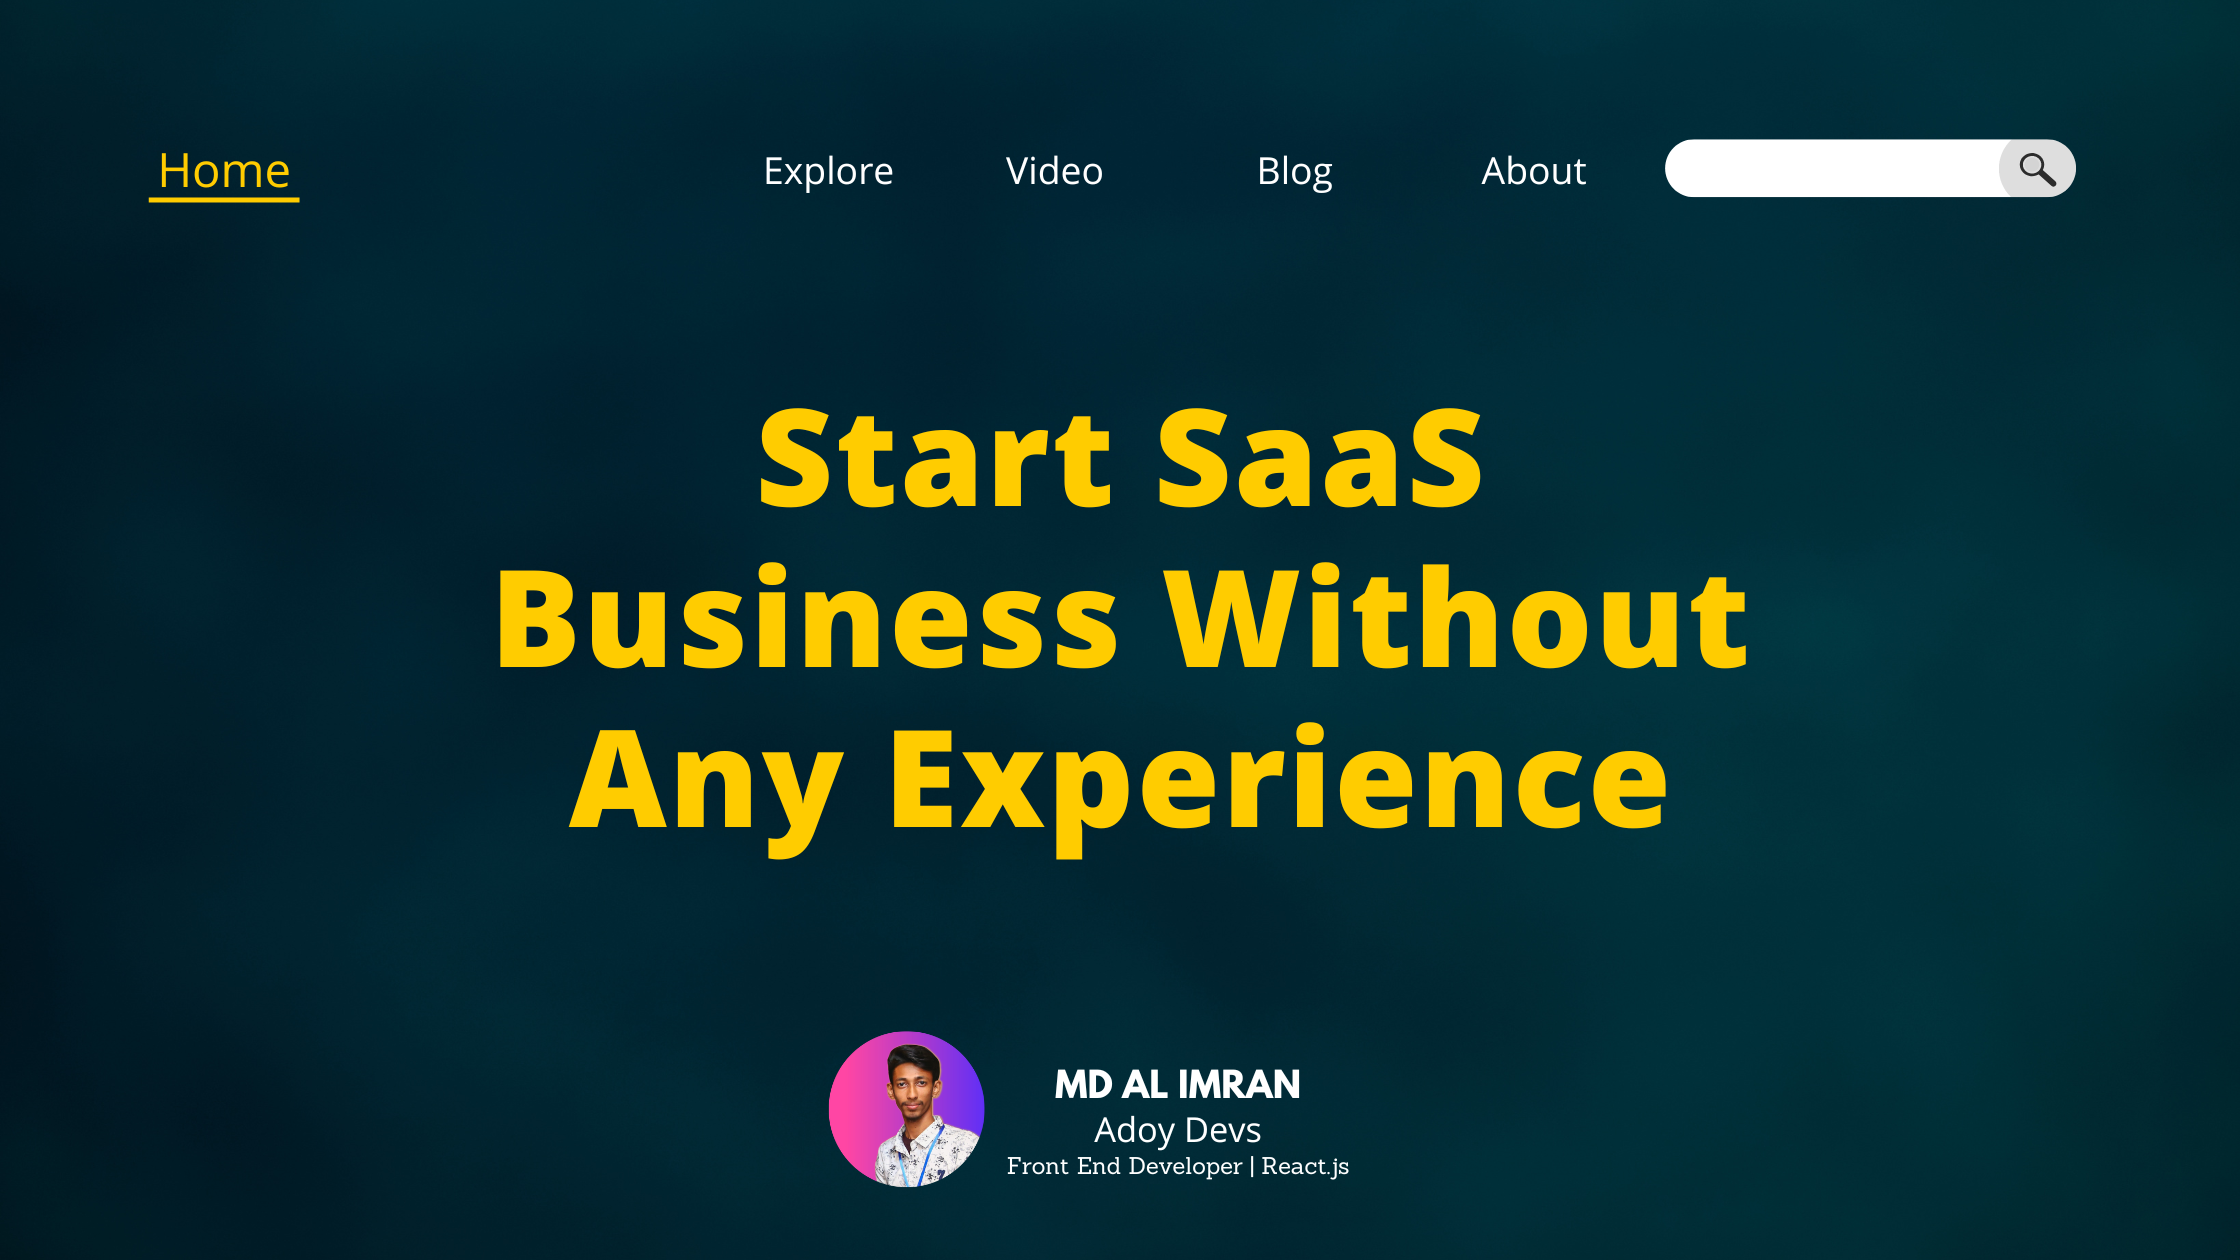 Home Explore Video Blog About
Start SaaS
Business Without
Any Experience
MD AL IMRAN
Adoy Devs
Front End Developer | React.js